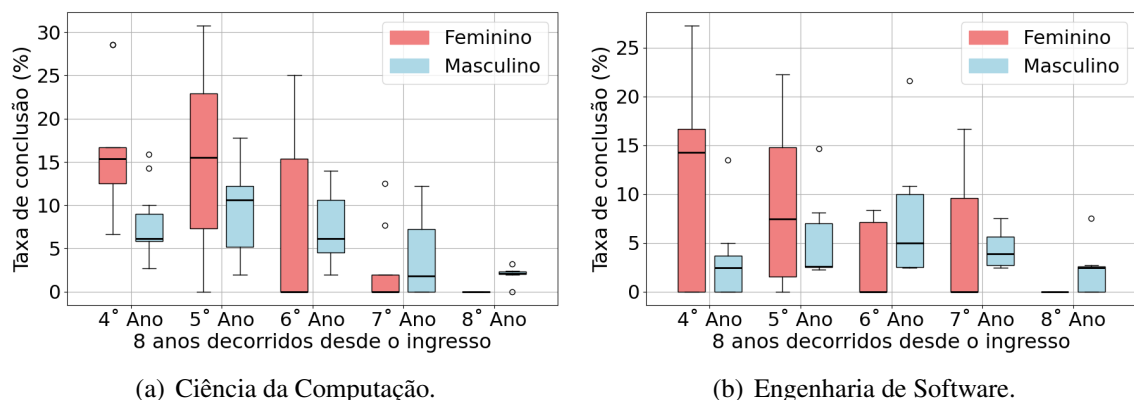 Taxa de conclusão (%)
30
25
20
15
10
5
0
Feminino
Masculino
4° Ano 5° Ano 6° Ano 7° Ano 8° Ano
8 anos decorridos desde o ingresso
(a) Ciência da Computação.
Taxa de conclusão (%)
25
20
15
10
5
0
Feminino
Masculino
4° Ano 5° Ano 6° Ano 7° Ano 8° Ano
8 anos decorridos desde o ingresso
(b) Engenharia de Software.